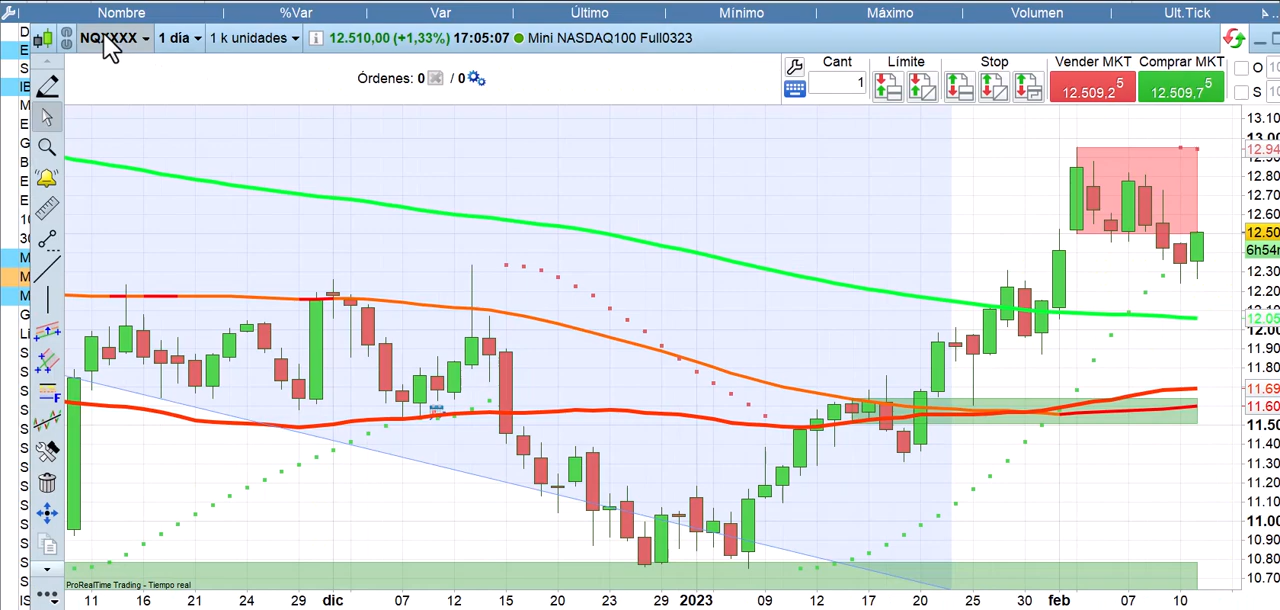 Nombre %Var Var Último Mínimo Máximo Volumen Ult.Tick
1 día 1 k unidades 12.510,00 (+1,33%) 17:05:07 Mini NASDAQ100 Full0323
Órdenes: 0 / 0
Cant Límite Stop Vender MKT Comprar MKT
1
12.509,2 5 12.509,7 5
O
S
13.10
13.00
12.94
12.90
12.80
12.70
12.60
12.50
6h54
12.30
12.20
12.05
12.00
11.90
11.80
11.69
11.60
11.50
11.40
11.30
11.20
11.10
11.00
10.90
10.80
10.70
ProRealTime Trading - Tiempo real
11 16 21 24 29 dic 07 12 15 20 23 29 2023 09 12 17 20 25 30 feb 07 10